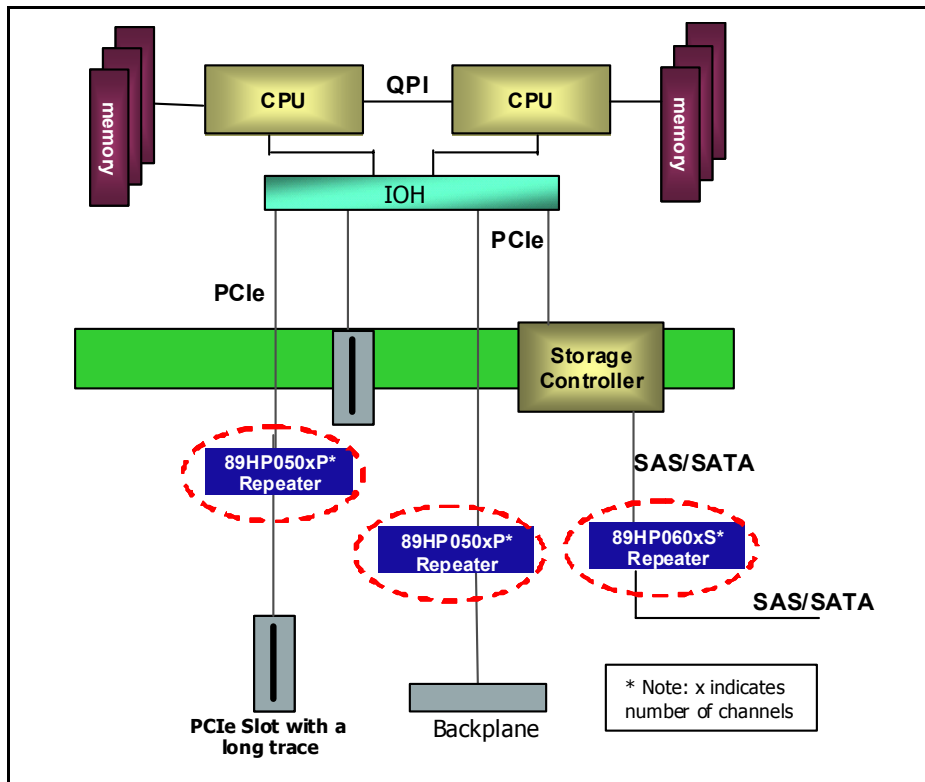 memory
CPU
QPI
CPU
memory
IOH
PCIe
PCIe
Storage
Controller
89HP050xP*
Repeater
SAS/SATA
89HP050xP*
Repeater
89HP060xS*
Repeater
SAS/SATA
* Note: x indicates
number of channels
PCIe Slot with a
long trace
Backplane